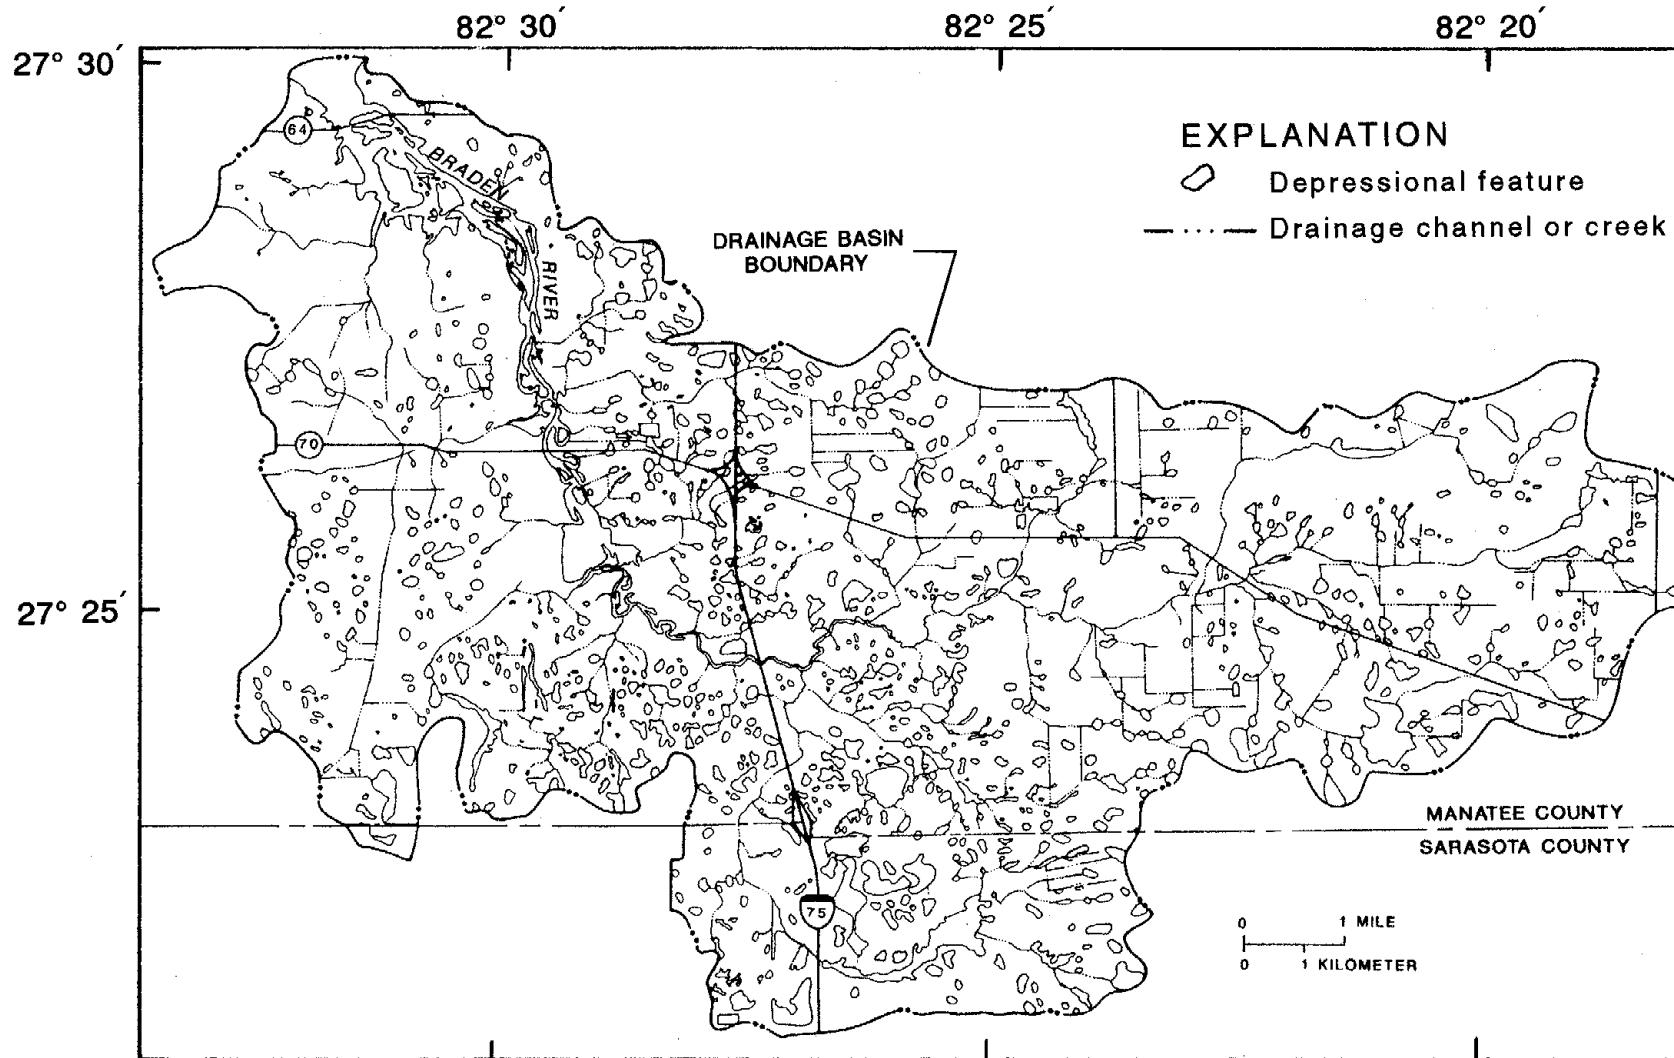 82° 30′
82° 25′
82° 20′
27° 30′
EXPLANATION
Depressional feature
Drainage channel or creek
64
BRADEN
RIVER
DRAINAGE BASIN
BOUNDARY
70
27° 25′
MANATEE COUNTY
SARASOTA COUNTY
75
0 1 MILE
0 1 KILOMETER